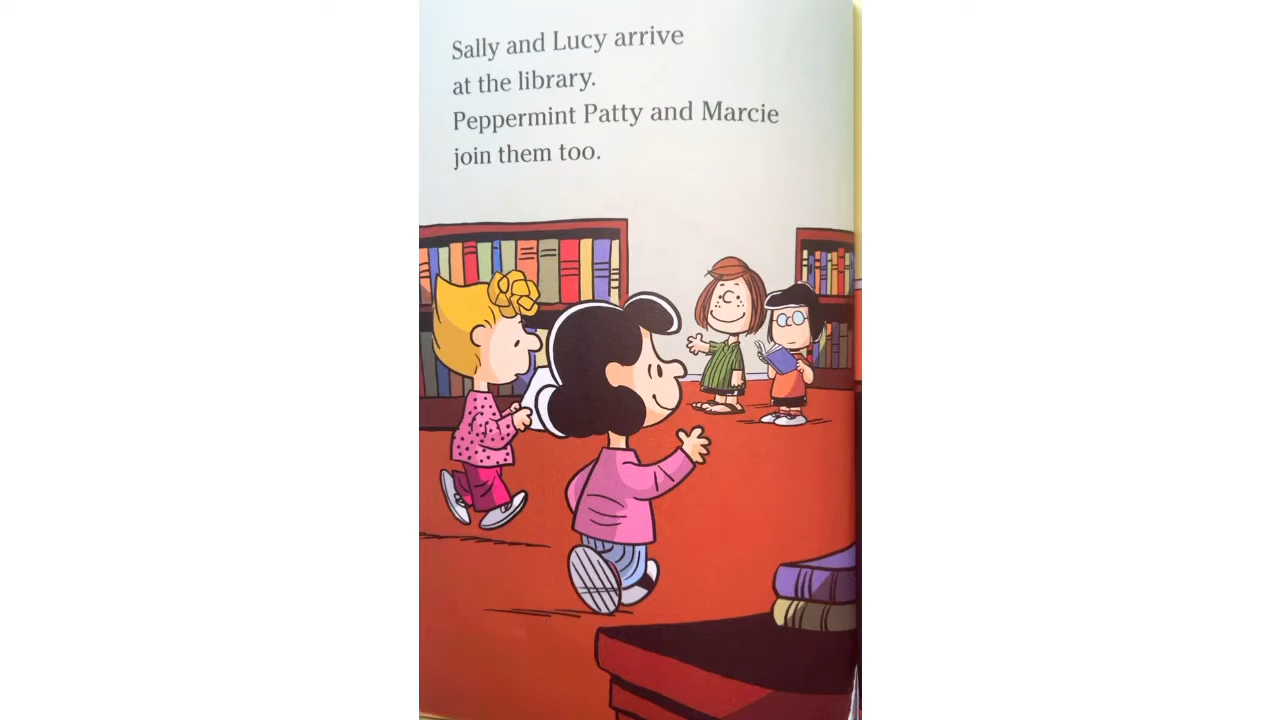 Sally and Lucy arrive
at the library.
Peppermint Patty and Marcie
join them too.